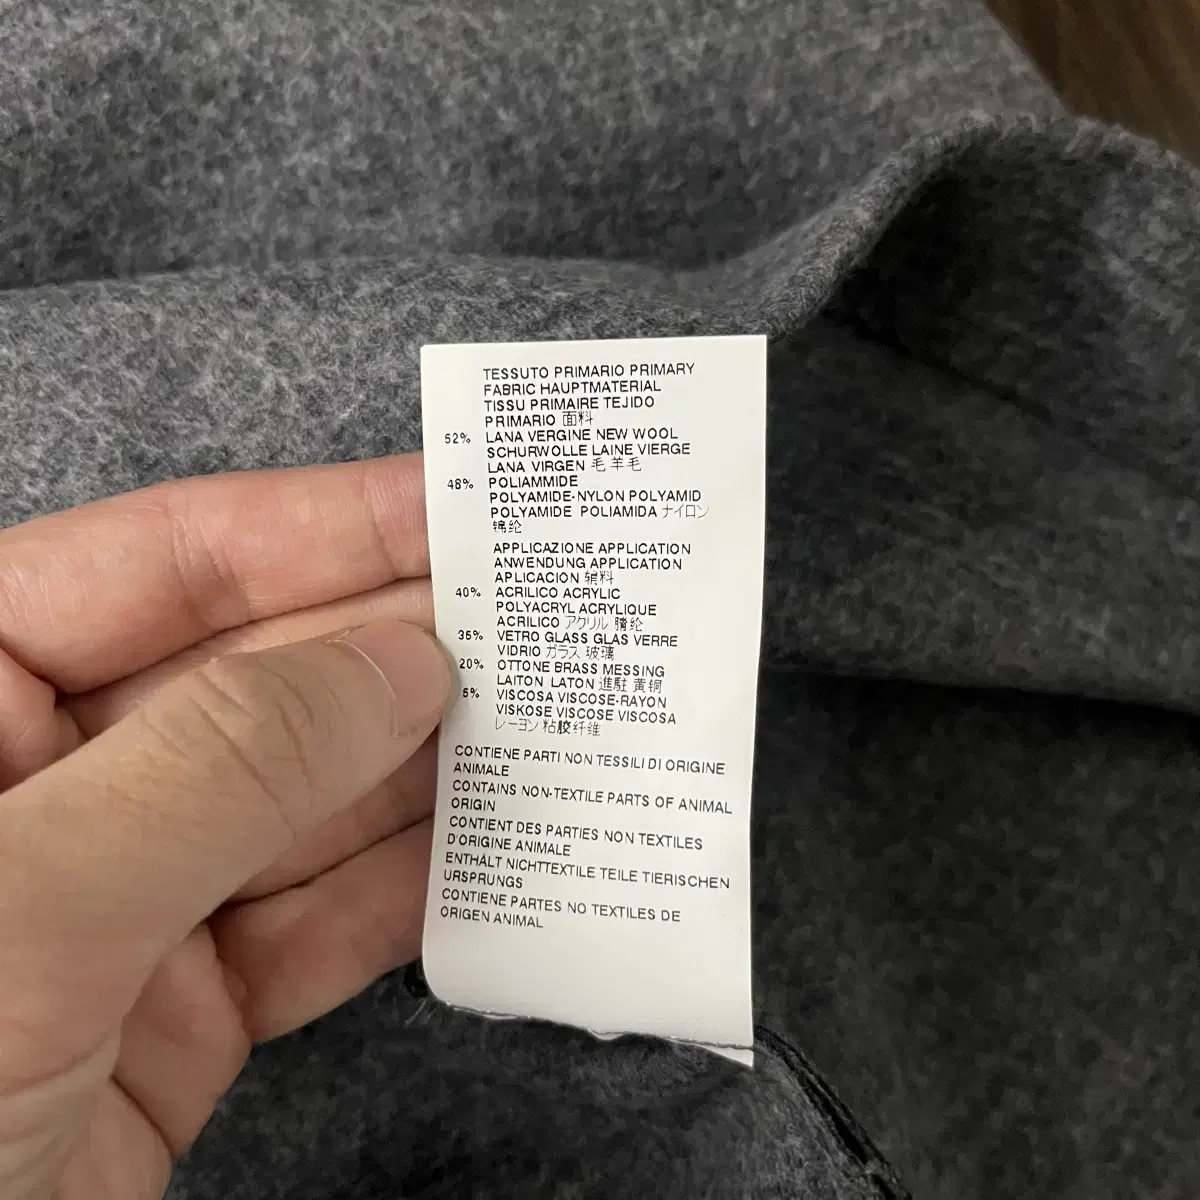 TESSUTO PRIMARIO PRIMARY
FABRIC HAUPTMATERIAL
TISSU PRIMAIRE TEJIDO
PRIMARIO 面料
52% LANA VERGINE NEW WOOL
SCHURWOLLE LAINE VIERGE
LANA VIRGEN 毛 羊毛
48% POLIAMMIDE
POLYAMIDE-NYLON POLYAMID
POLYAMIDE POLIAMIDA ナイロン
锦纶
APPLICAZIONE APPLICATION
ANWENDUNG APPLICATION
APLICACION 辅料
40% ACRILICO ACRYLIC
POLYACRYL ACRYLIQUE
ACRILICO アクリル 腈纶
35% VETRO GLASS GLAS VERRE
VIDRIO ガラス 玻璃
20% OTTONE BRASS MESSING
LAITON LATON 黄铜
5% VISCOSA VISCOSE-RAYON
VISKOSE VISCOSE VISCOSA
レーヨン 粘胶纤维
CONTIENE PARTI NON TESSILI DI ORIGINE
ANIMALE
CONTAINS NON-TEXTILE PARTS OF ANIMAL
ORIGIN
CONTIENT DES PARTIES NON TEXTILES
D'ORIGINE ANIMALE
ENTHÄLT NICHTTEXTILE TEILE TIERISCHEN
URSPRUNGS
CONTIENE PARTES NO TEXTILES DE
ORIGEN ANIMAL